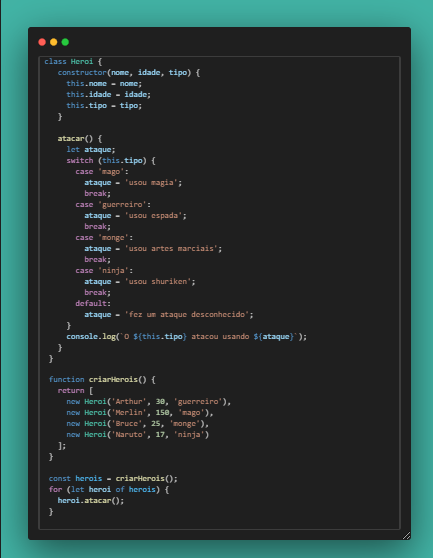 class Heroi {
constructor(nome, idade, tipo) {
this.nome = nome;
this.idade = idade;
this.tipo = tipo;
}
atacar() {
let ataque;
switch (this.tipo) {
case 'mago':
ataque = 'usou magia';
break;
case 'guerreiro':
ataque = 'usou espada';
break;
case 'monge':
ataque = 'usou artes marciais';
break;
case 'ninja':
ataque = 'usou shuriken';
break;
default:
ataque = 'fez um ataque desconhecido';
}
console.log(`O ${this.tipo} atacou usando ${ataque}`);
}
}
function criarHerois() {
return [
new Heroi('Arthur', 30, 'guerreiro'),
new Heroi('Merlin', 150, 'mago'),
new Heroi('Bruce', 25, 'monge'),
new Heroi('Naruto', 17, 'ninja')
];
}
const herois = criarHerois();
for (let heroi of herois) {
heroi.atacar();
}